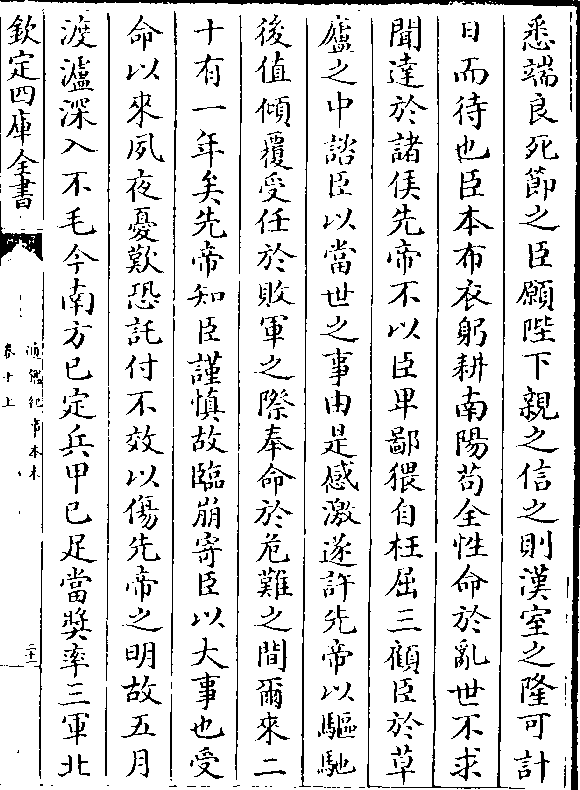 悉端良死節之臣願陛下親之信之則漢室之隆可計
日而待也臣本布衣躬耕南陽苟全性命於亂世不求
聞達於諸侯先帝不以臣卑鄙猥自枉屈三顧臣於草
廬之中諮臣以當世之事由是感激遂許先帝以驅馳
後值傾覆受任於敗軍之際奉命於危難之間爾來二
十有一年矣先帝知臣謹慎故臨崩寄臣以大事也受
命以來夙夜憂歎恐託付不效以傷先帝之明故五月
渡瀘深入不毛今南方已定兵甲已足當奬率三軍北
欽定四庫全書
通鑑紀事本末
卷十上
二十二